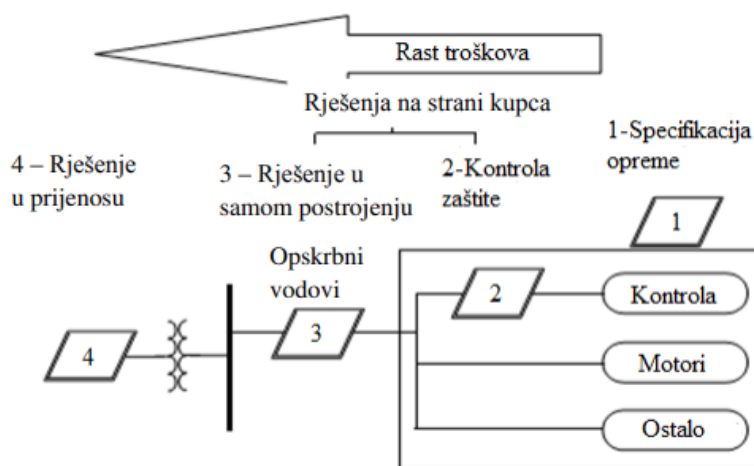 Rast troškova
Rješenja na strani kupca
1-Specifikacija
opreme
4 – Rješenje
u prijenosu
3 – Rješenje u
samom postrojenju
2-Kontrola
zaštite
1
Opskrbni
vodovi
2
Kontrola
3
4
Motori
Ostalo